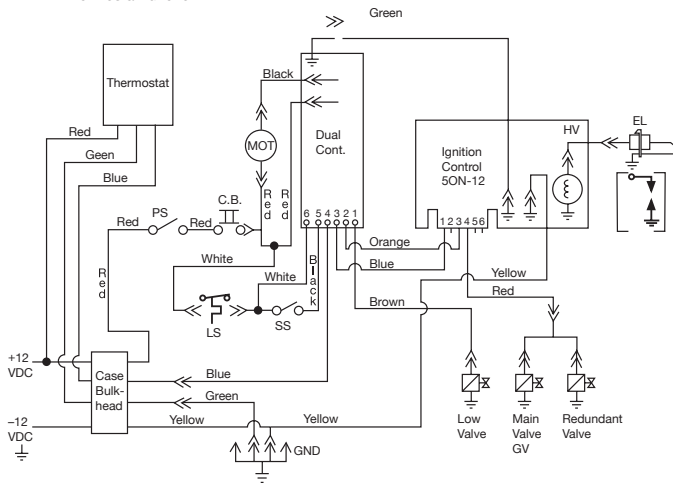 Green
Thermostat
Black
Dual
Cont.
MOT
Ignition
Control
5ON-12
HV
EL
Red
Geen
Blue
Red
Red
C.B.
PS
Red
Red
6 5 4 3 2 1
1 2 3 4 5 6
Orange
Blue
White
White
Black
Red
Yellow
Red
Brown
LS
SS
+12
VDC
Case
Bulk-
head
Blue
Green
Yellow
Yellow
–12
VDC
GND
Low
Valve
Main
Valve
GV
Redundant
Valve